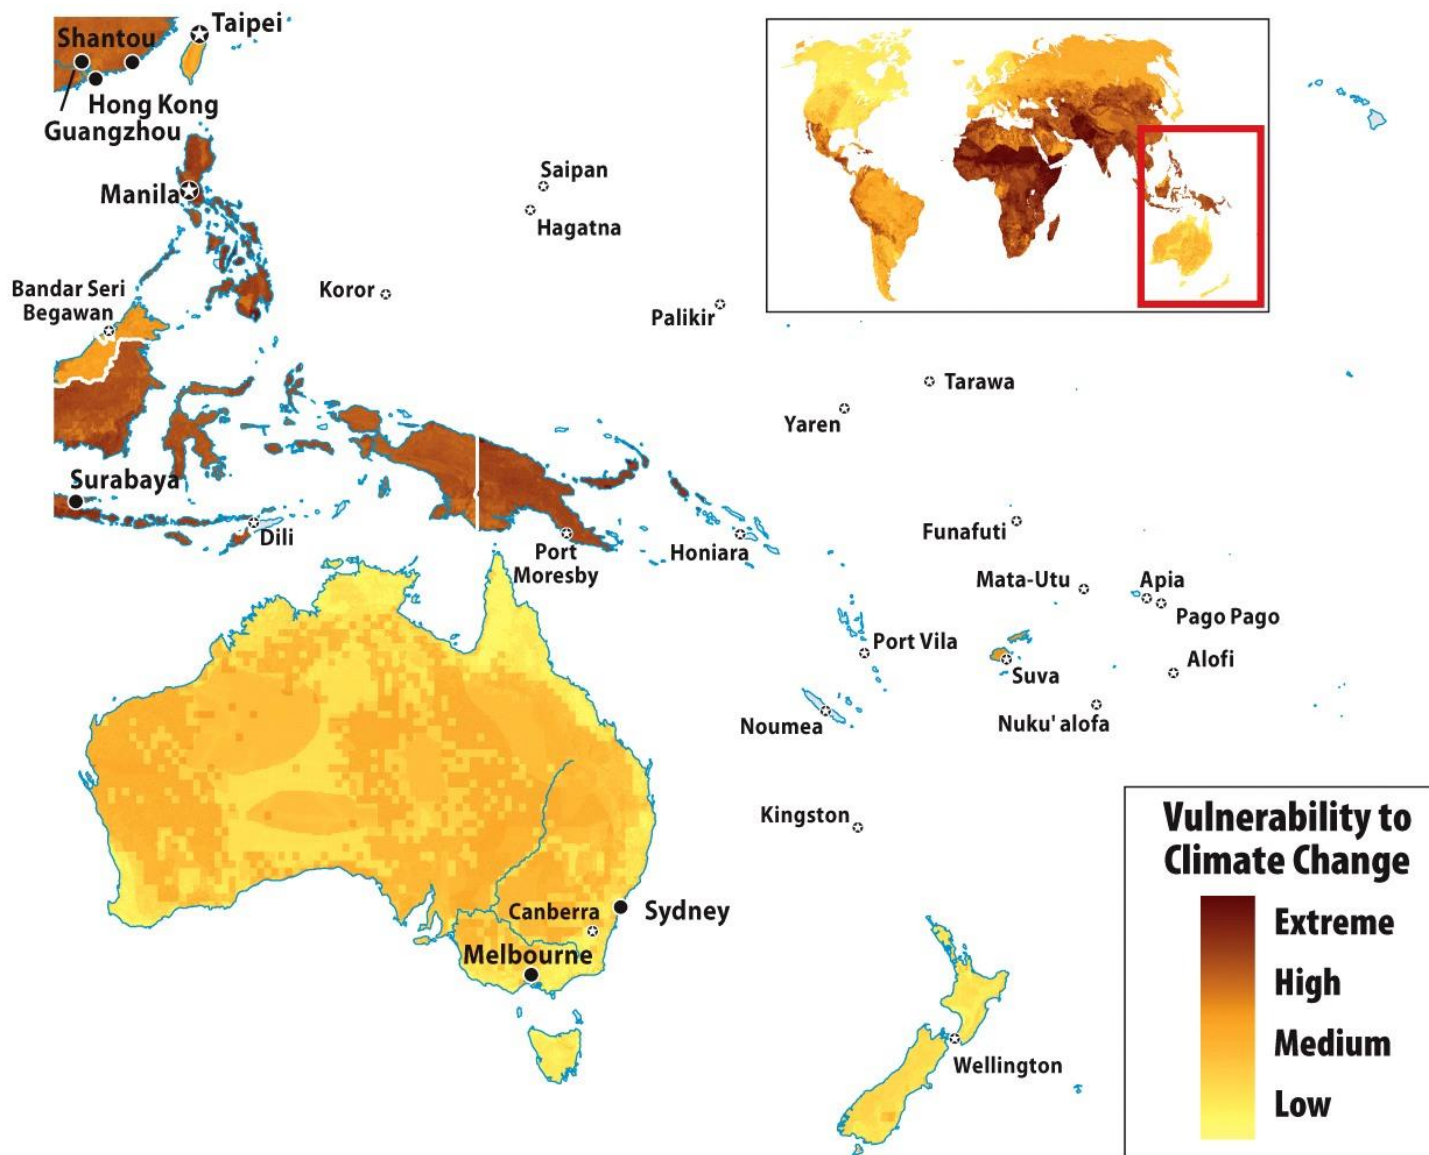 Taipei
Shantou
Hong Kong
Guangzhou
Manila
Saipan
Hagatna
Bandar Seri
Begawan
Koror
Palikir
Tarawa
Yaren
Surabaya
Dili
Port
Moresby
Honiara
Funafuti
Mata-Utu
Apia
Pago Pago
Port Vila
Suva
Alofi
Noumea
Nuku' alofa
Kingston
Canberra
Sydney
Melbourne
Wellington
Vulnerability to
Climate Change
Extreme
High
Medium
Low